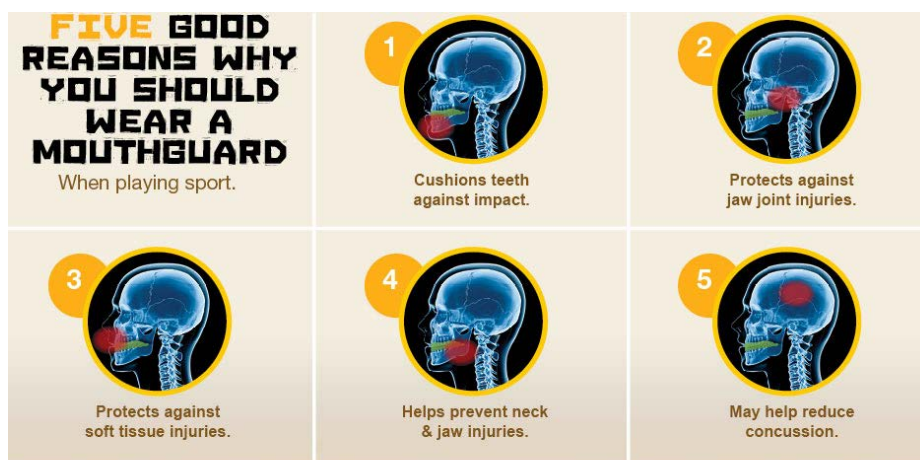 FIVE GOOD
REASONS WHY
YOU SHOULD
WEAR A
MOUTHGUARD
When playing sport.
1
Cushions teeth
against impact.
2
Protects against
jaw joint injuries.
3
Protects against
soft tissue injuries.
4
Helps prevent neck
& jaw injuries.
5
May help reduce
concussion.